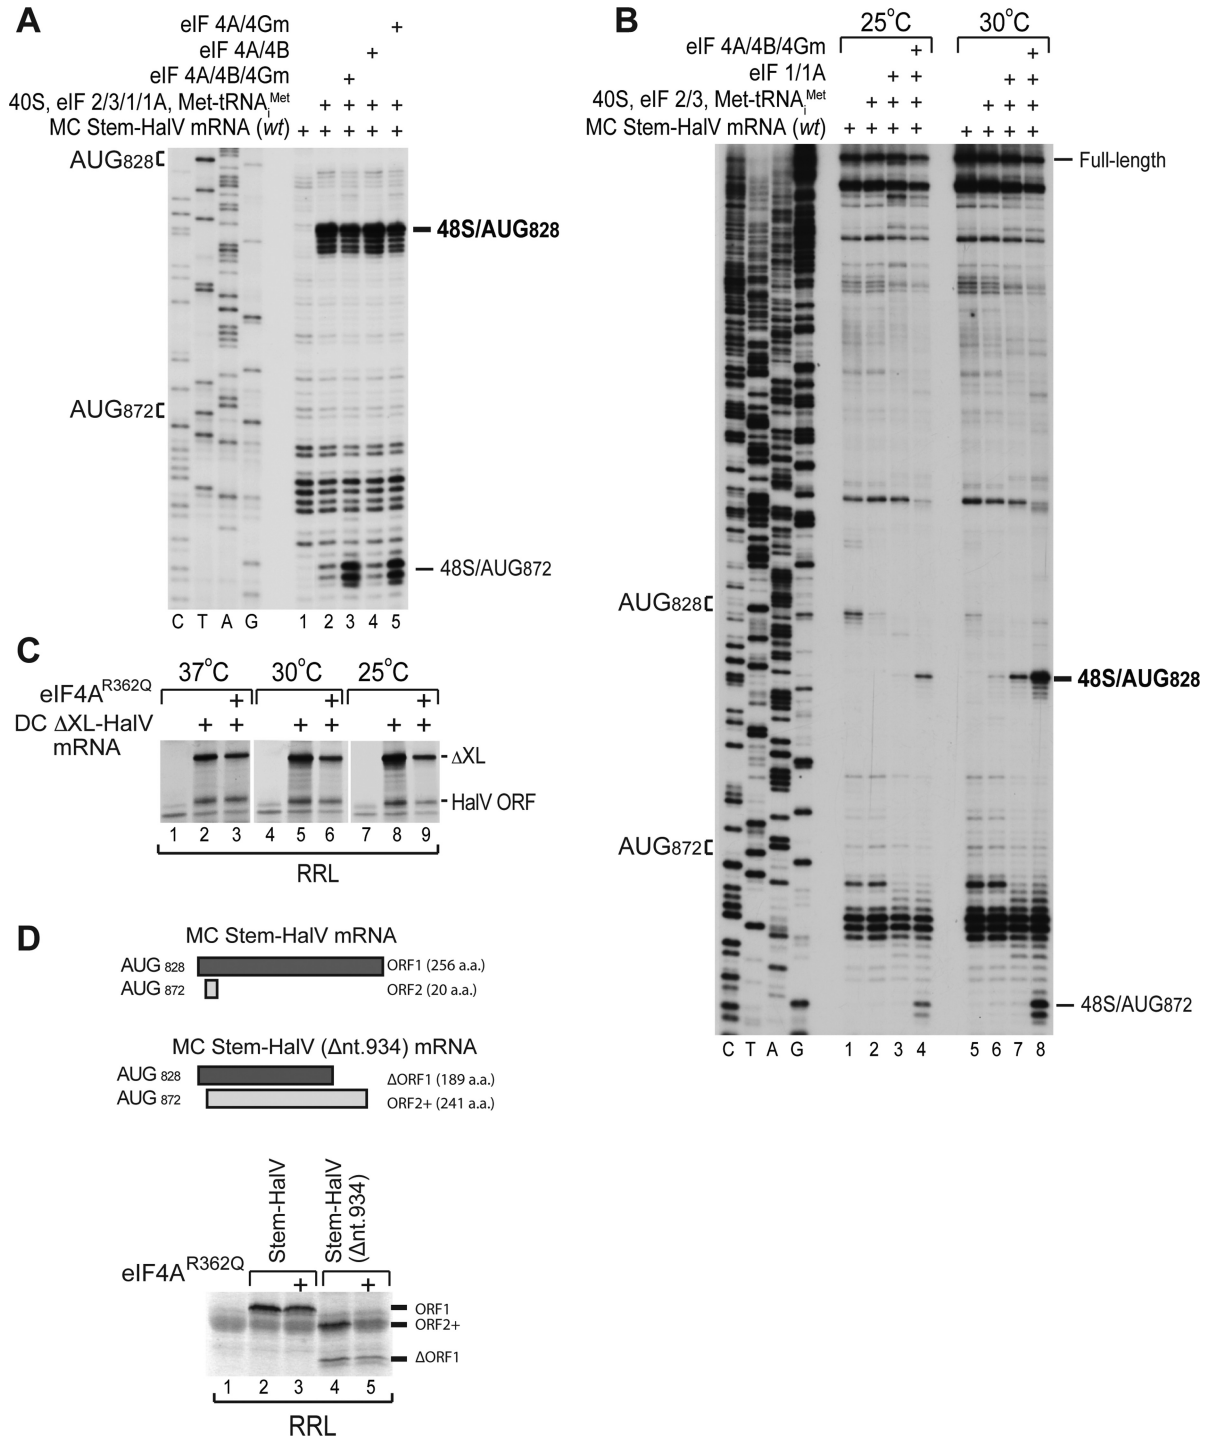 A
eIF 4A/4Gm +
eIF 4A/4B +
eIF 4A/4B/4Gm +
40S, eIF 2/3/1/1A, Met-tRNAiMet + + + +
MC Stem-HalV mRNA (wt) + + + + +
AUG828
48S/AUG828
AUG872
48S/AUG872
C T A G 1 2 3 4 5
B
25°C 30°C
eIF 4A/4B/4Gm + +
eIF 1/1A + + + +
40S, eIF 2/3, Met-tRNAiMet + + + + + +
MC Stem-HalV mRNA (wt) + + + + + + + +
Full-length
AUG828
48S/AUG828
AUG872
48S/AUG872
C T A G 1 2 3 4 5 6 7 8
C
37°C 30°C 25°C
eIF4AR362Q + + +
DC ΔXL-HalV + + + + + +
mRNA
ΔXL
HalV ORF
1 2 3 4 5 6 7 8 9
RRL
D
MC Stem-HalV mRNA
AUG 828 ORF1 (256 a.a.)
AUG 872 ORF2 (20 a.a.)
MC Stem-HalV (Δnt.934) mRNA
AUG 828 ΔORF1 (189 a.a.)
AUG 872 ORF2+ (241 a.a.)
Stem-HalV
Stem-HalV
(Δnt.934)
eIF4AR362Q + +
ORF1
ORF2+
ΔORF1
1 2 3 4 5
RRL